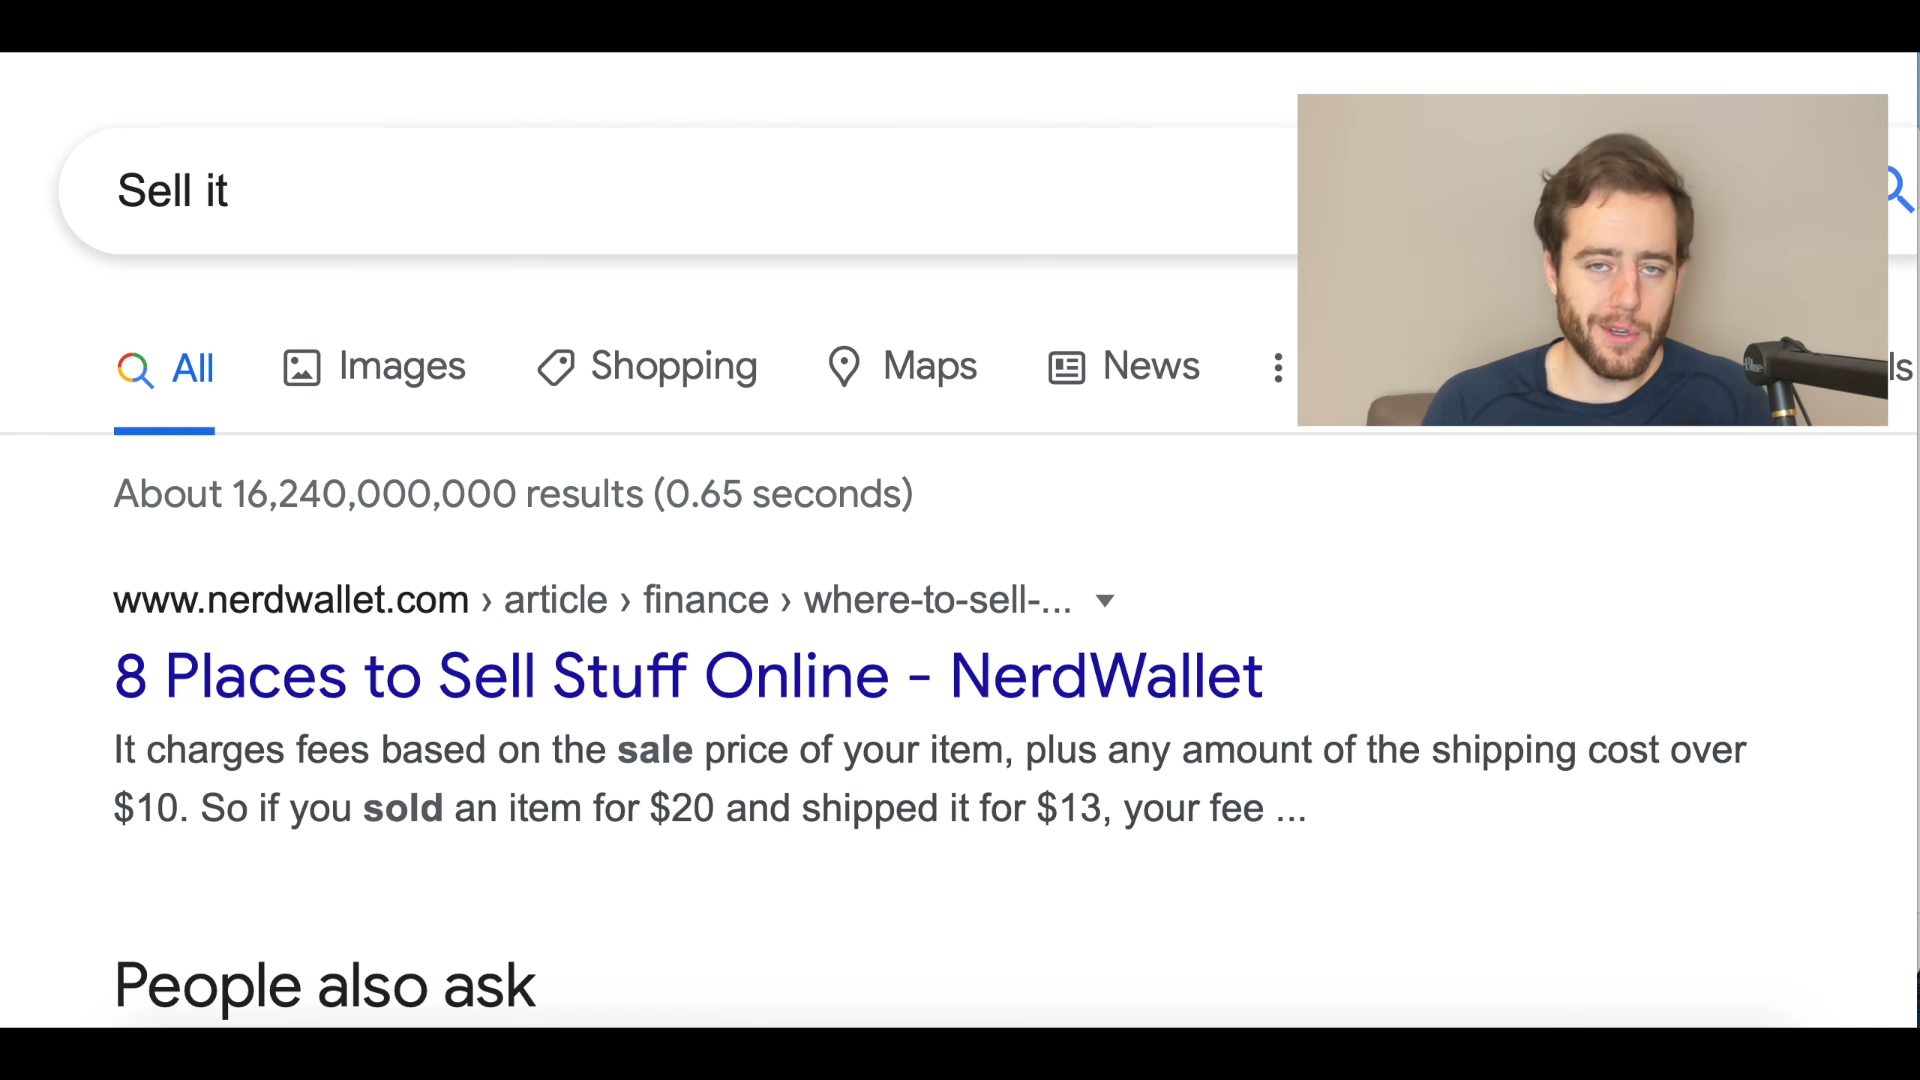 Sell it
All Images Shopping Maps News ls
About 16,240,000,000 results (0.65 seconds)
www.nerdwallet.com › article › finance › where-to-sell-...
8 Places to Sell Stuff Online - NerdWallet
It charges fees based on the sale price of your item, plus any amount of the shipping cost over
$10. So if you sold an item for $20 and shipped it for $13, your fee ...
People also ask